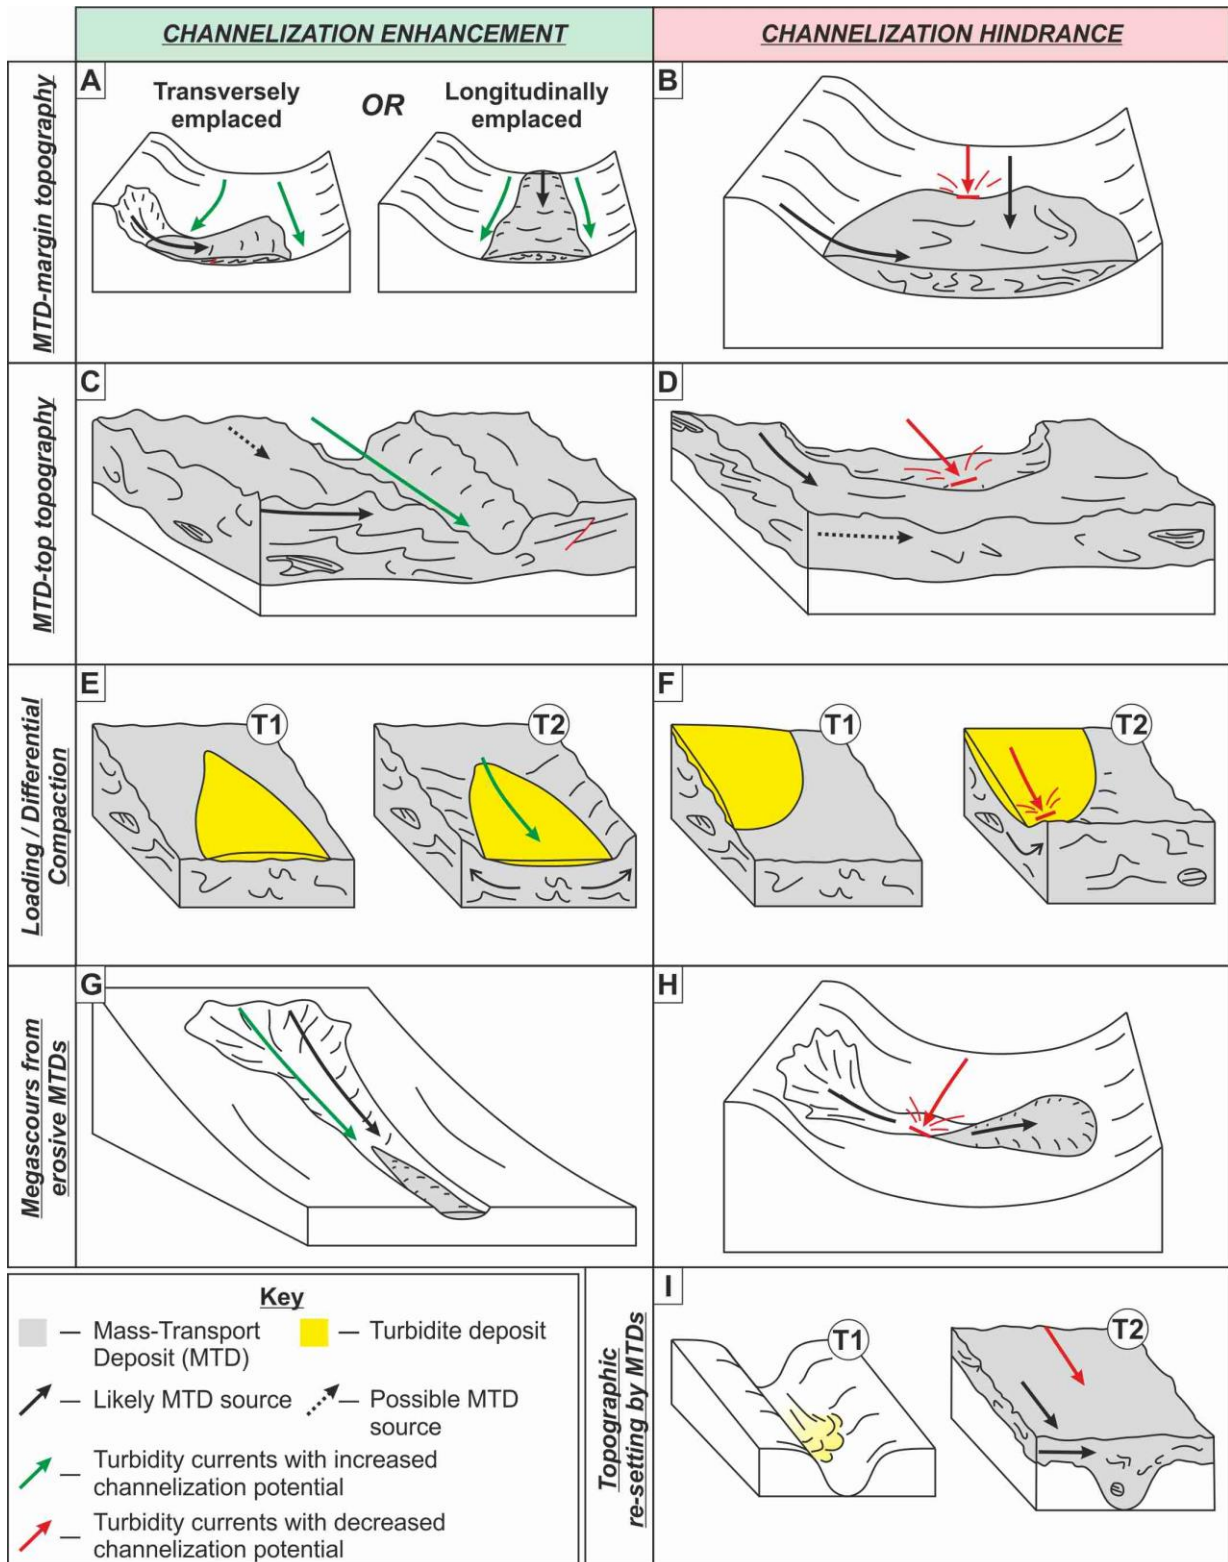 CHANNELIZATION ENHANCEMENT
CHANNELIZATION HINDRANCE
MTD-margin topography
A
Transversely
emplaced
OR
Longitudinally
emplaced
B
MTD-top topography
C
D
Loading / Differential
Compaction
E
T1
T2
F
T1
T2
Megascours from
erosive MTDs
G
H
Key
— Mass-Transport
Deposit (MTD)
— Turbidite deposit
— Likely MTD source
— Possible MTD
source
— Turbidity currents with increased
channelization potential
— Turbidity currents with decreased
channelization potential
Topographic
re-setting by MTDs
I
T1
T2